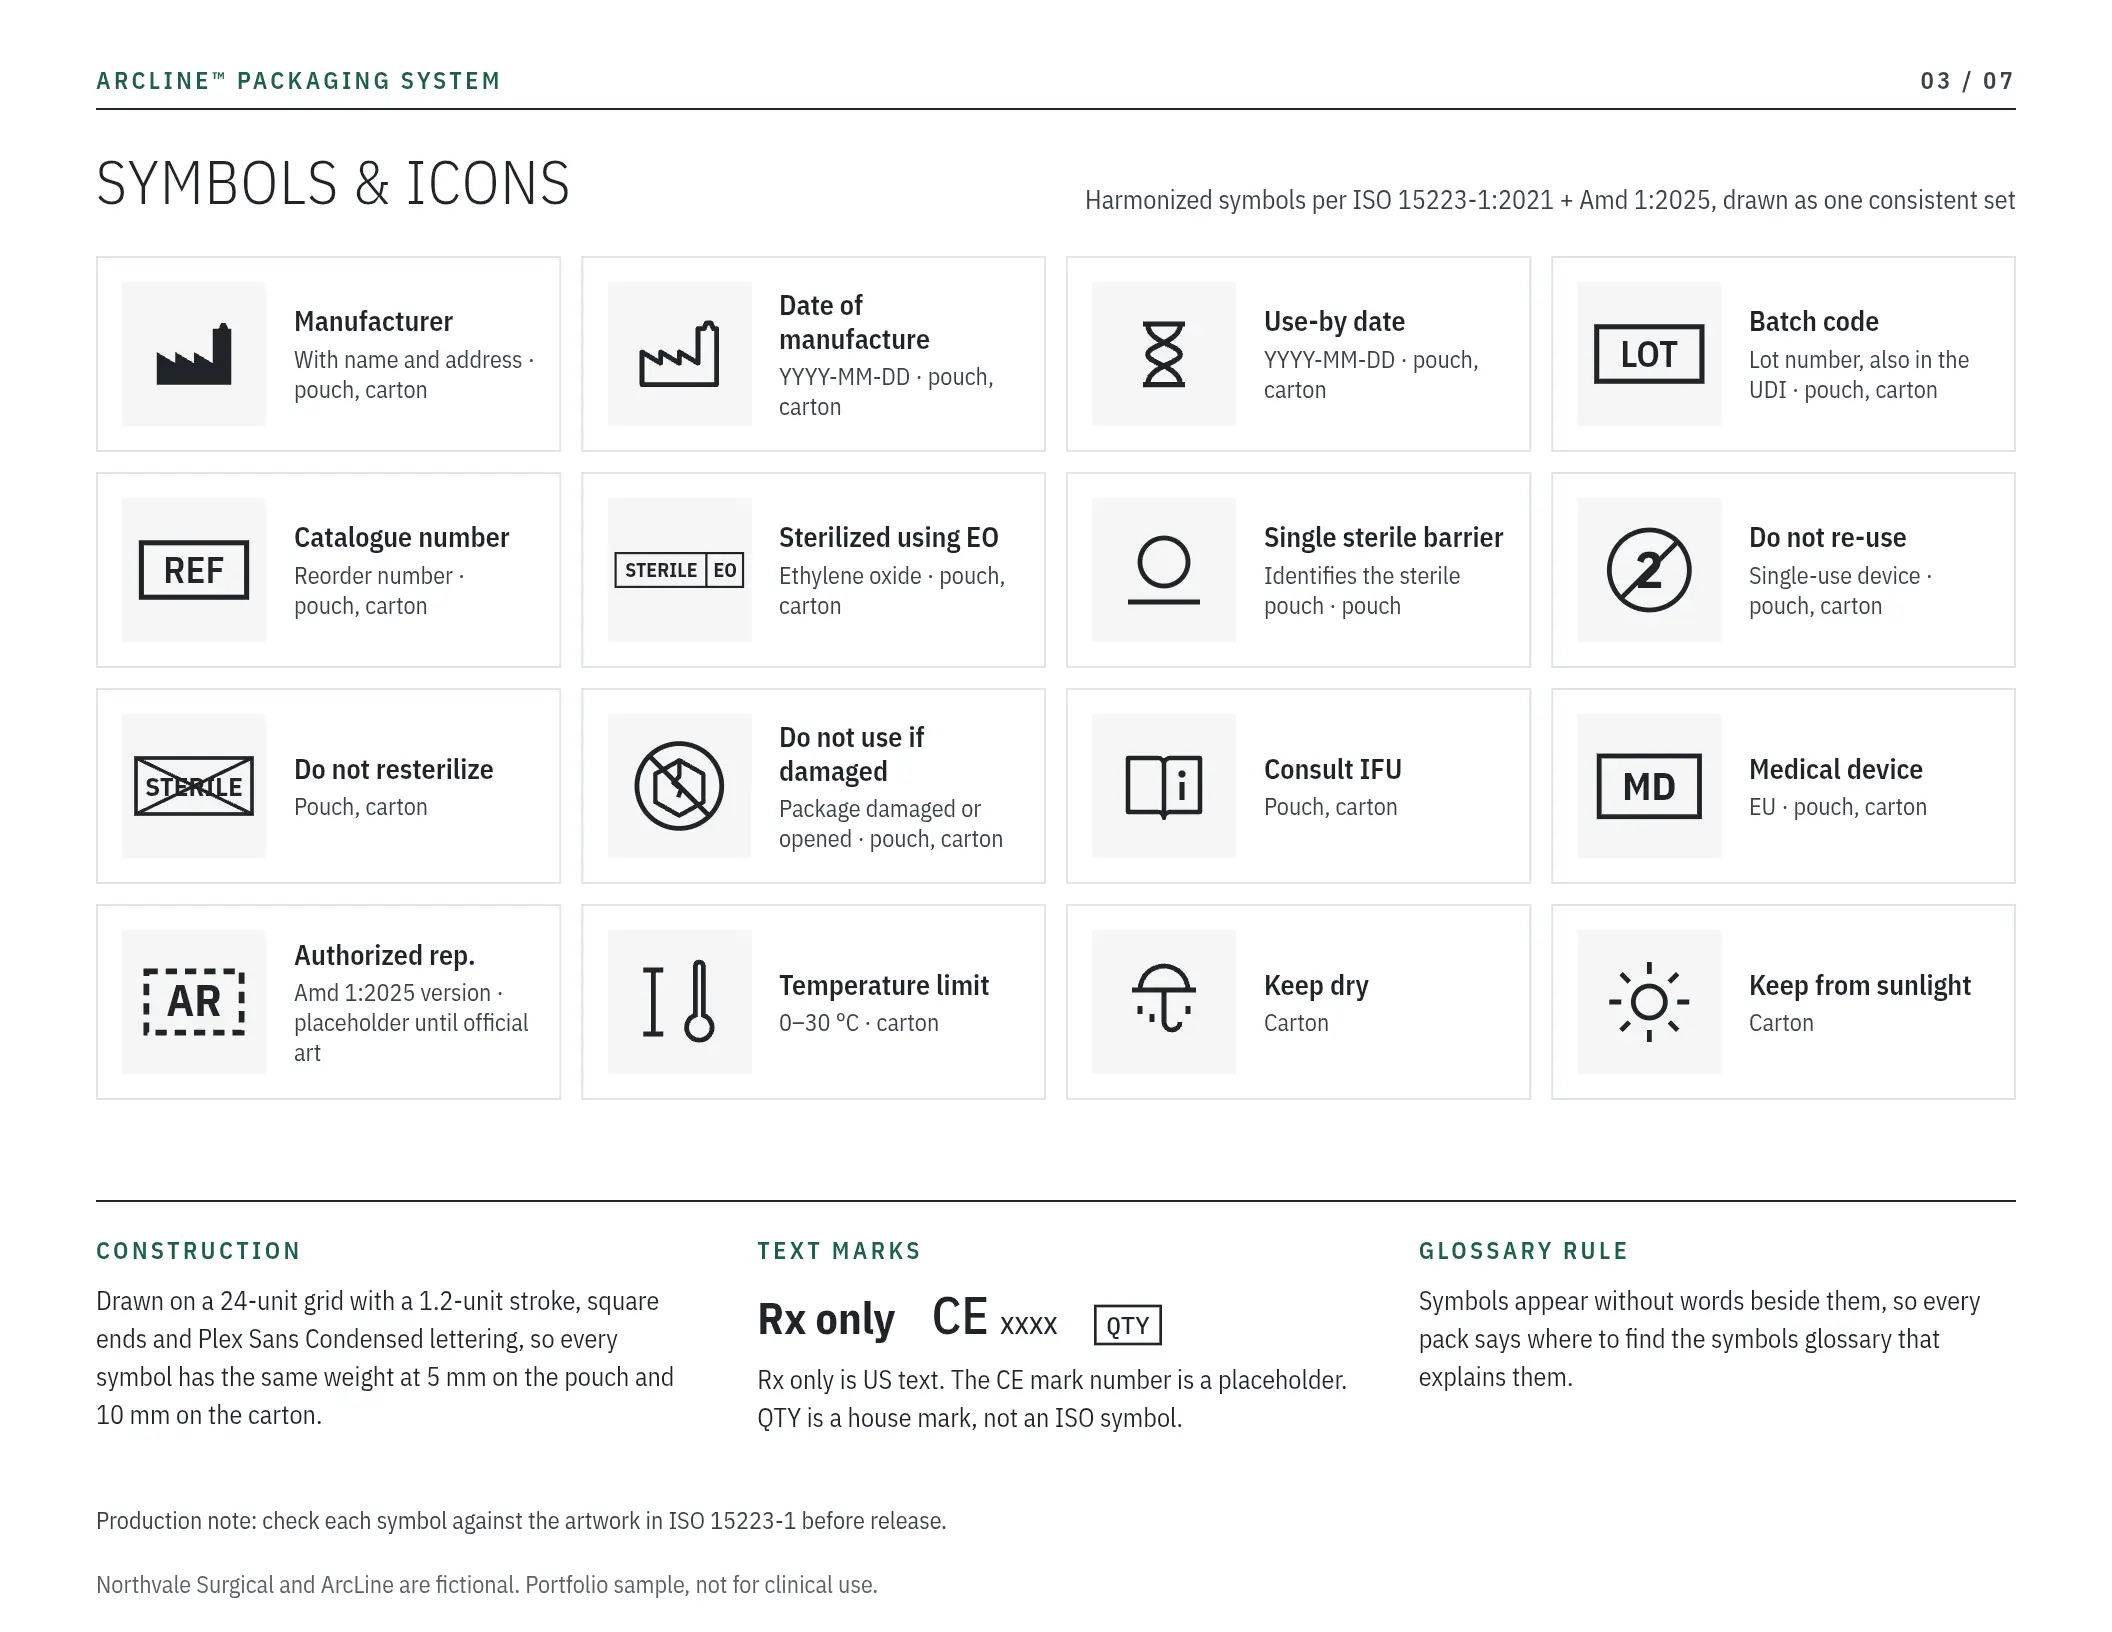 ARCLINE™ PACKAGING SYSTEM
03 / 07
SYMBOLS & ICONS
Harmonized symbols per ISO 15223-1:2021 + Amd 1:2025, drawn as one consistent set
Manufacturer
With name and address ·
pouch, carton
Date of
manufacture
YYYY-MM-DD · pouch,
carton
Use-by date
YYYY-MM-DD · pouch,
carton
LOT
Batch code
Lot number, also in the
UDI · pouch, carton
REF
Catalogue number
Reorder number ·
pouch, carton
STERILE EO
Sterilized using EO
Ethylene oxide · pouch,
carton
Single sterile barrier
Identifies the sterile
pouch · pouch
2
Do not re-use
Single-use device ·
pouch, carton
STERILE
Do not resterilize
Pouch, carton
Do not use if
damaged
Package damaged or
opened · pouch, carton
i
Consult IFU
Pouch, carton
MD
Medical device
EU · pouch, carton
AR
Authorized rep.
Amd 1:2025 version ·
placeholder until official
art
Temperature limit
0–30 °C · carton
Keep dry
Carton
Keep from sunlight
Carton
CONSTRUCTION
Drawn on a 24-unit grid with a 1.2-unit stroke, square
ends and Plex Sans Condensed lettering, so every
symbol has the same weight at 5 mm on the pouch and
10 mm on the carton.
TEXT MARKS
Rx only CE xxxx QTY
Rx only is US text. The CE mark number is a placeholder.
QTY is a house mark, not an ISO symbol.
GLOSSARY RULE
Symbols appear without words beside them, so every
pack says where to find the symbols glossary that
explains them.
Production note: check each symbol against the artwork in ISO 15223-1 before release.
Northvale Surgical and ArcLine are fictional. Portfolio sample, not for clinical use.